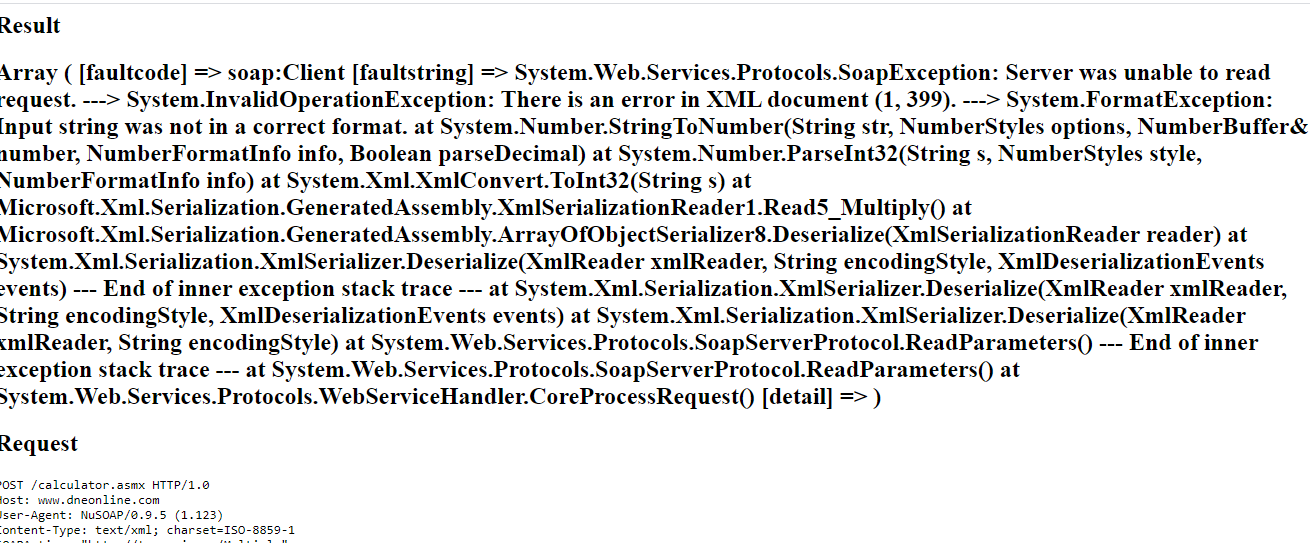 Result
Array ( [faultcode] => soap:Client [faultstring] => System.Web.Services.Protocols.SoapException: Server was unable to read
request. ---> System.InvalidOperationException: There is an error in XML document (1, 399). ---> System.FormatException:
Input string was not in a correct format. at System.Number.StringToNumber(String str, NumberStyles options, NumberBuffer&
number, NumberFormatInfo info, Boolean parseDecimal) at System.Number.ParseInt32(String s, NumberStyles style,
NumberFormatInfo info) at System.Xml.XmlConvert.ToInt32(String s) at
Microsoft.Xml.Serialization.GeneratedAssembly.XmlSerializationReader1.Read5_Multiply() at
Microsoft.Xml.Serialization.GeneratedAssembly.ArrayOfObjectSerializer8.Deserialize(XmlSerializationReader reader) at
System.Xml.Serialization.XmlSerializer.Deserialize(XmlReader xmlReader, String encodingStyle, XmlDeserializationEvents
events) --- End of inner exception stack trace --- at System.Xml.Serialization.XmlSerializer.Deserialize(XmlReader xmlReader,
String encodingStyle, XmlDeserializationEvents events) at System.Xml.Serialization.XmlSerializer.Deserialize(XmlReader
xmlReader, String encodingStyle) at System.Web.Services.Protocols.SoapServerProtocol.ReadParameters() --- End of inner
exception stack trace --- at System.Web.Services.Protocols.SoapServerProtocol.ReadParameters() at
System.Web.Services.Protocols.WebServiceHandler.CoreProcessRequest() [detail] => )
Request
POST /calculator.asmx HTTP/1.0
Host: www.dneonline.com
User-Agent: NuSOAP/0.9.5 (1.123)
Content-Type: text/xml; charset=ISO-8859-1